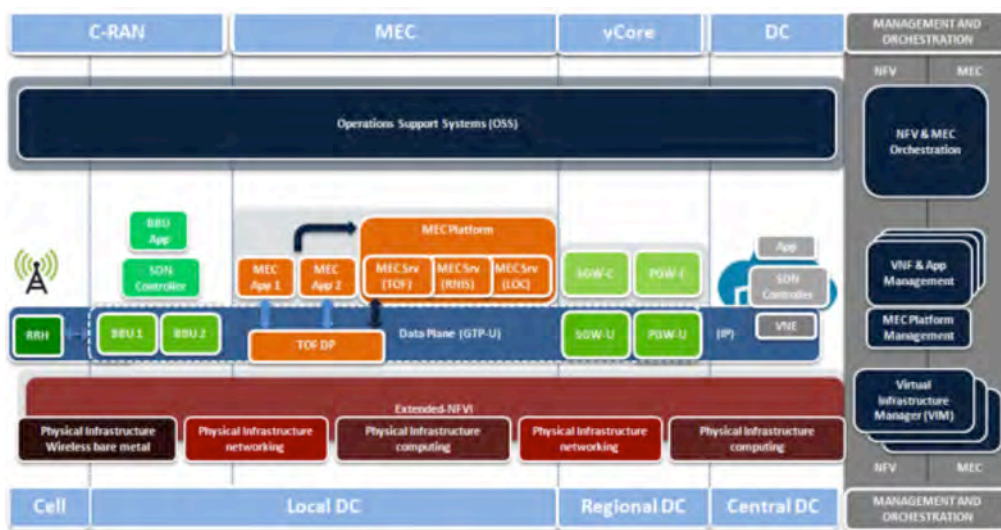 C-RAN
MEC
vCore
DC
MANAGEMENT AND
ORCHESTRATION
NFV
MEC
Operations Support Systems (OSS)
NFV & MEC
Orchestration
BBU
App
SDN
Controller
MEC
App 1
MEC
App 2
MEC Platform
MEC Srv
(TOF)
MEC Srv
(RNIS)
MEC Srv
(LOC)
SGW-C
PGW-C
App
SDN
Controller
VNF & App
Management
RRH
BBU 1
BBU 2
TOF DP
Data Plane (GTP-U)
SGW-U
PGW-U
(IP)
VNF
MEC Platform
Management
Extended-NFVI
Physical Infrastructure
Wireless bare metal
Physical Infrastructure
networking
Physical Infrastructure
computing
Physical Infrastructure
networking
Physical Infrastructure
computing
Virtual
Infrastructure
Manager (VIM)
NFV
MEC
Cell
Local DC
Regional DC
Central DC
MANAGEMENT AND
ORCHESTRATION